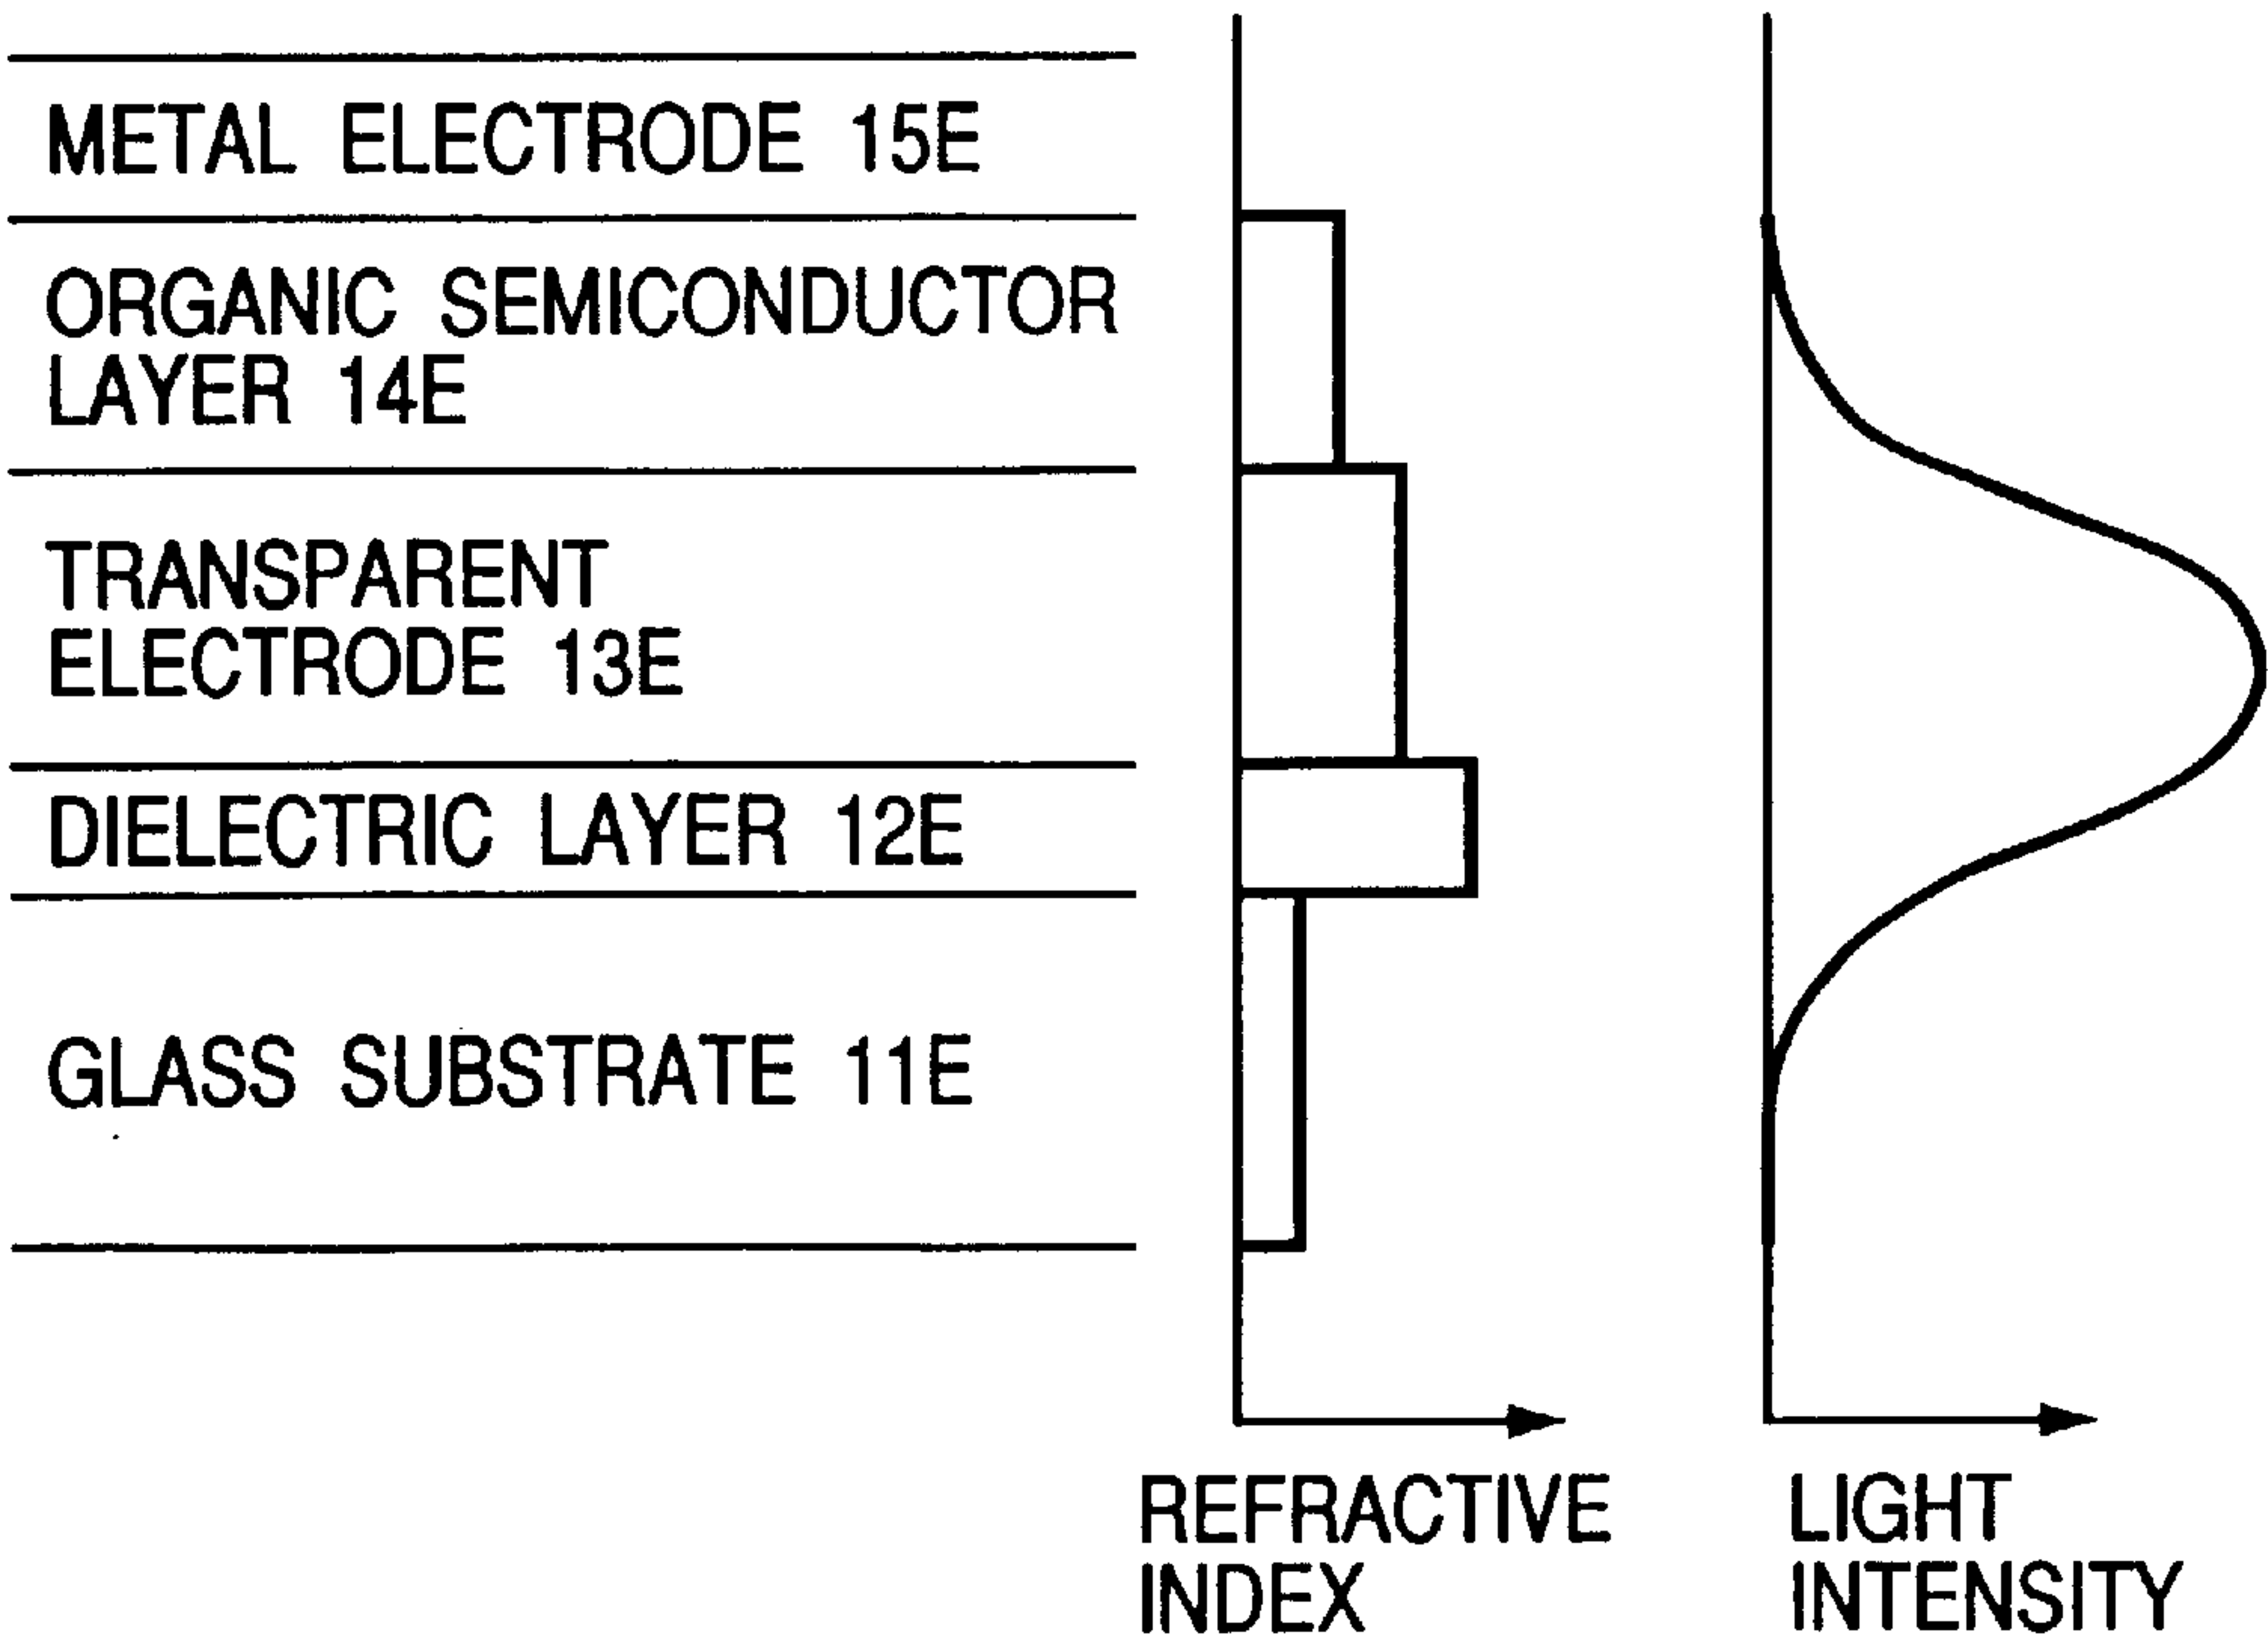 METAL ELECTRODE 15E
ORGANIC SEMICONDUCTOR
LAYER 14E
TRANSPARENT
ELECTRODE 13E
DIELECTRIC LAYER 12E
GLASS SUBSTRATE 11E
REFRACTIVE
INDEX
LIGHT
INTENSITY